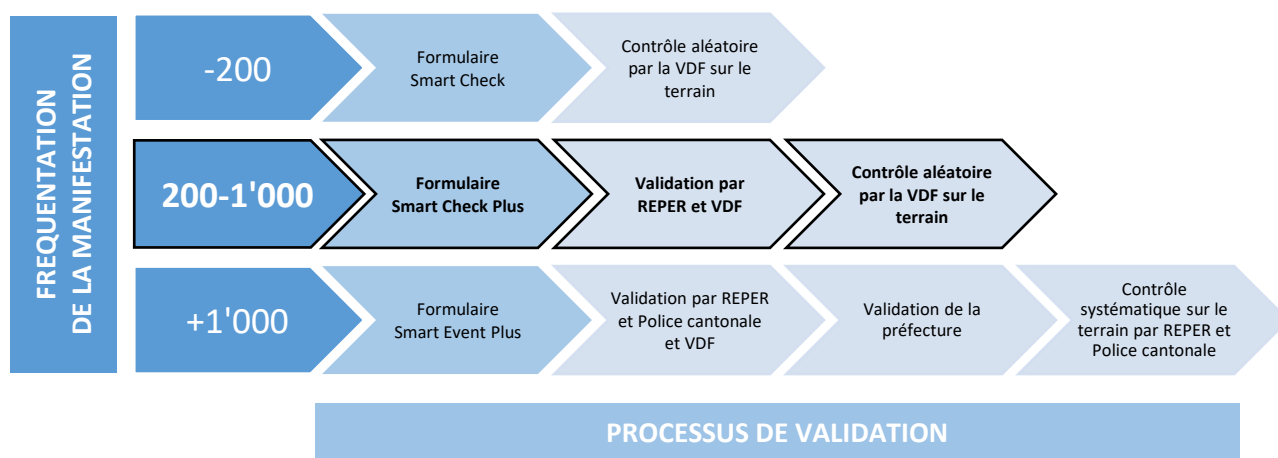 FREQUENTATION
DE LA MANIFESTATION
-200
Formulaire
Smart Check
Contrôle aléatoire
par la VDF sur le
terrain
200-1'000
Formulaire
Smart Check Plus
Validation par
REPER et VDF
Contrôle aléatoire
par la VDF sur le
terrain
+1'000
Formulaire
Smart Event Plus
Validation par REPER
et Police cantonale
et VDF
Validation de la
préfecture
Contrôle
systématique sur le
terrain par REPER et
Police cantonale
PROCESSUS DE VALIDATION